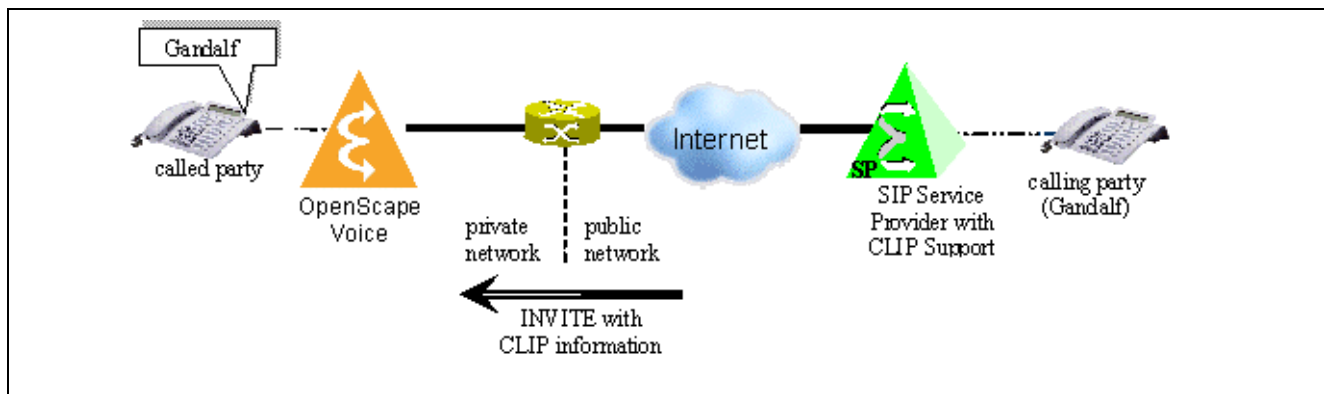 Gandalf
called party
OpenScape
Voice
private
network
public
network
INVITE with
CLIP information
Internet
SP
SIP Service
Provider with
CLIP Support
calling party
(Gandalf)